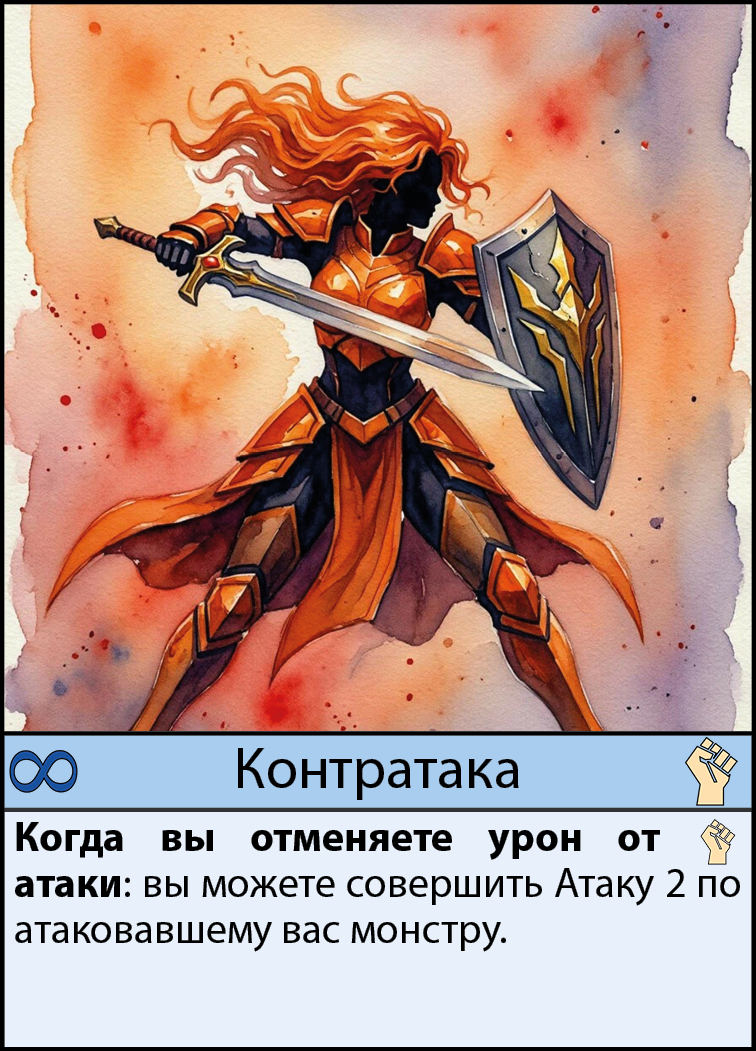 Контратака
Когда вы отменяете урон от
атаки: вы можете совершить Атаку 2 по
атаковавшему вас монстру.